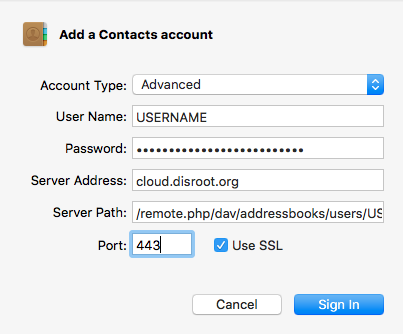 Add a Contacts account
Account Type: Advanced
User Name: USERNAME
Password: ••••••••••••••••••••••••••
Server Address: cloud.disroot.org
Server Path: /remote.php/dav/addressbooks/users/US
Port: 443 Use SSL
Cancel Sign In